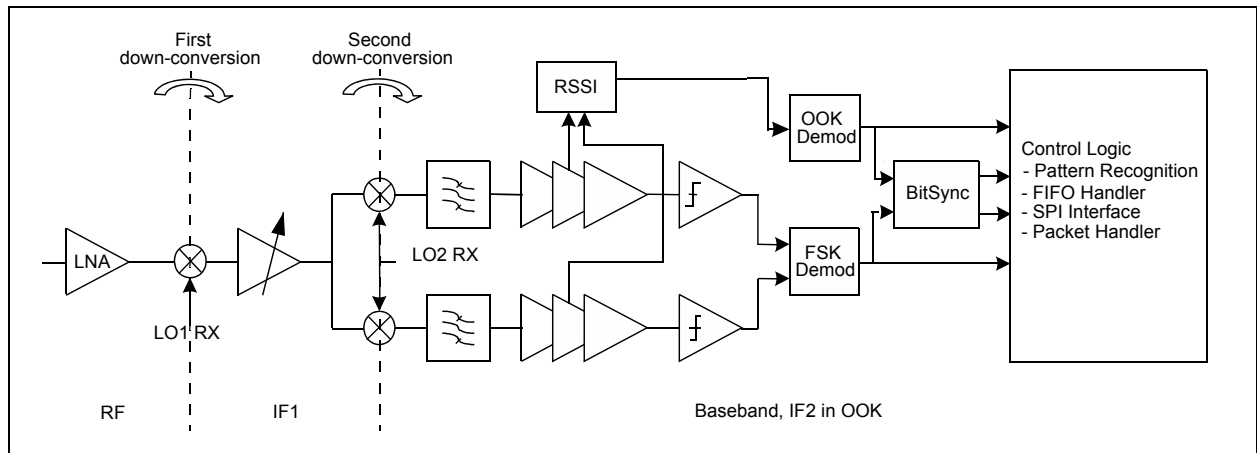 First
down-conversion
Second
down-conversion
RSSI
OOK
Demod
Control Logic
- Pattern Recognition
- FIFO Handler
- SPI Interface
- Packet Handler
BitSync
LNA
LO2 RX
FSK
Demod
LO1 RX
RF
IF1
Baseband, IF2 in OOK